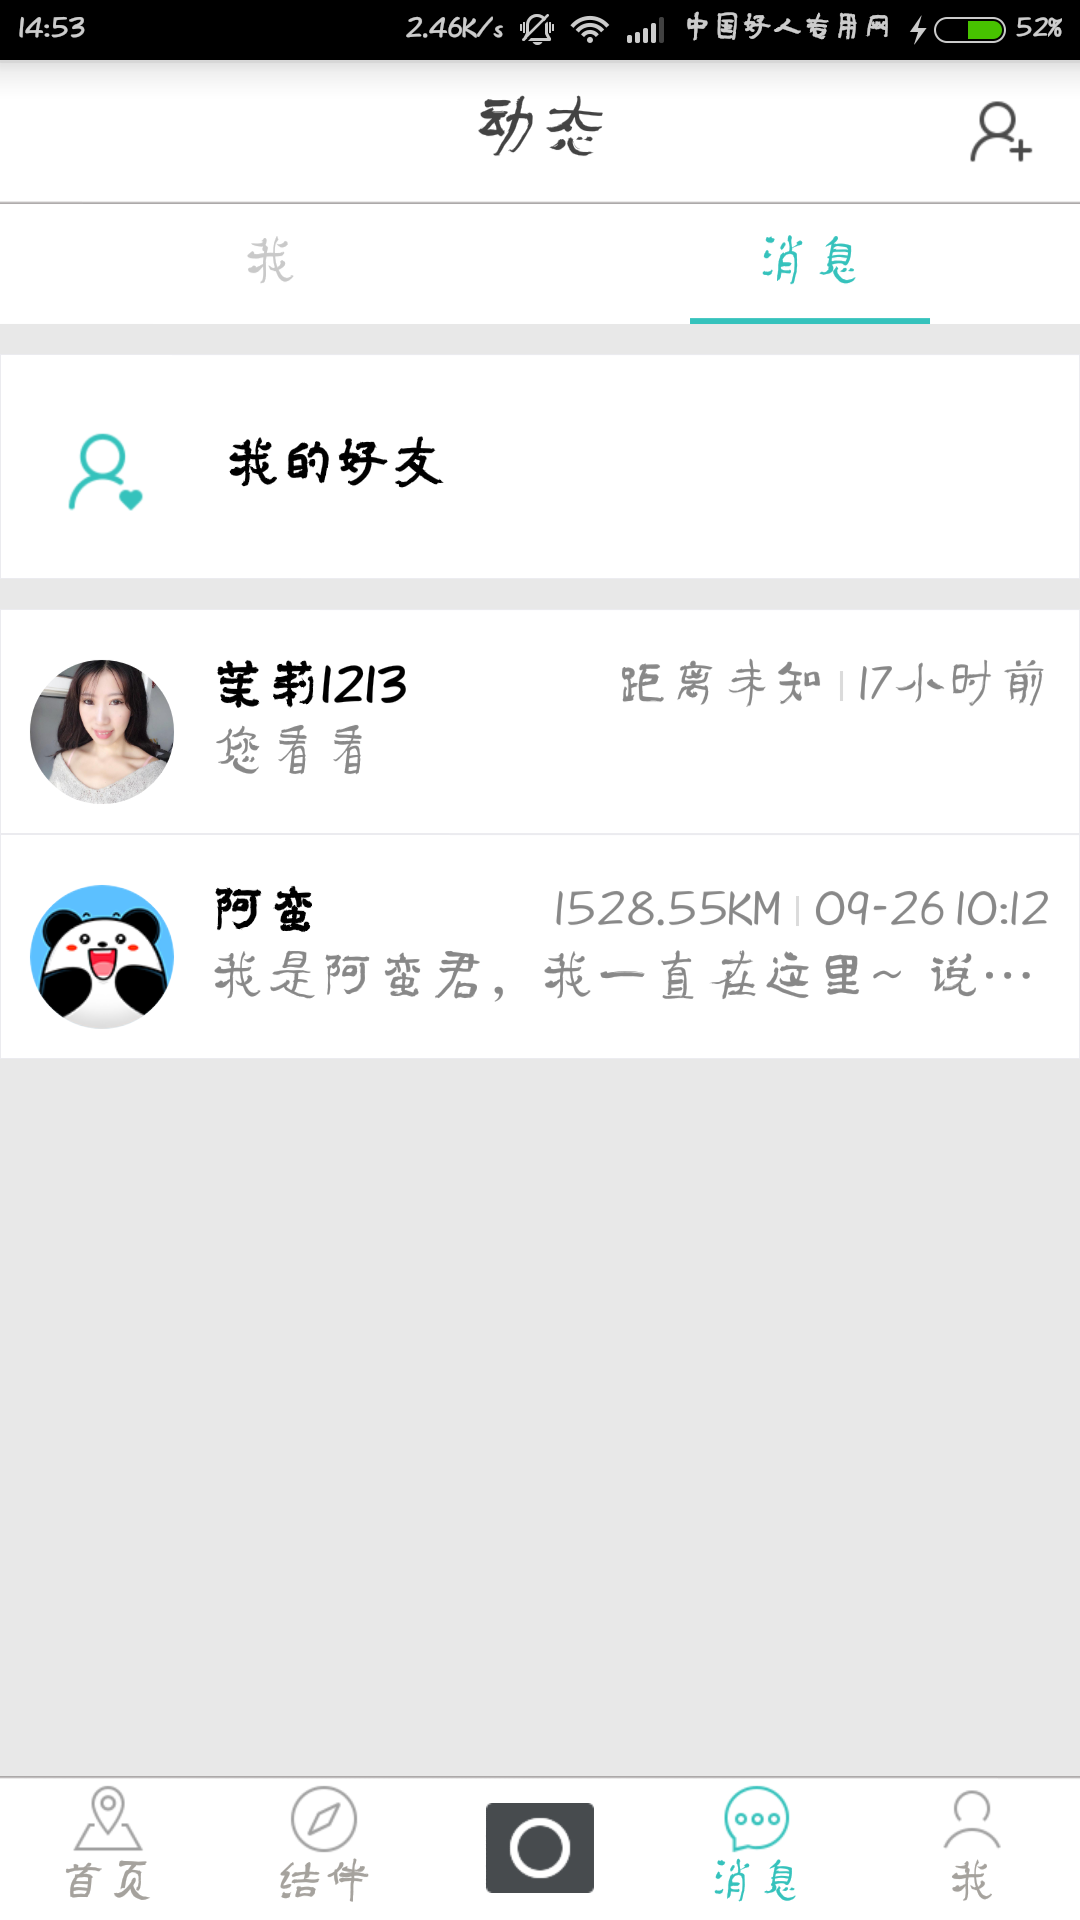 14:53 2.46K/s 中国好人专用网 52%
动态
我 消息
我的好友
茉莉1213 距离未知 | 17小时前
您看看
阿蛮 1528.55KM | 09-26 10:12
我是阿蛮君，我一直在这里~ 说…
首页 结伴 消息 我